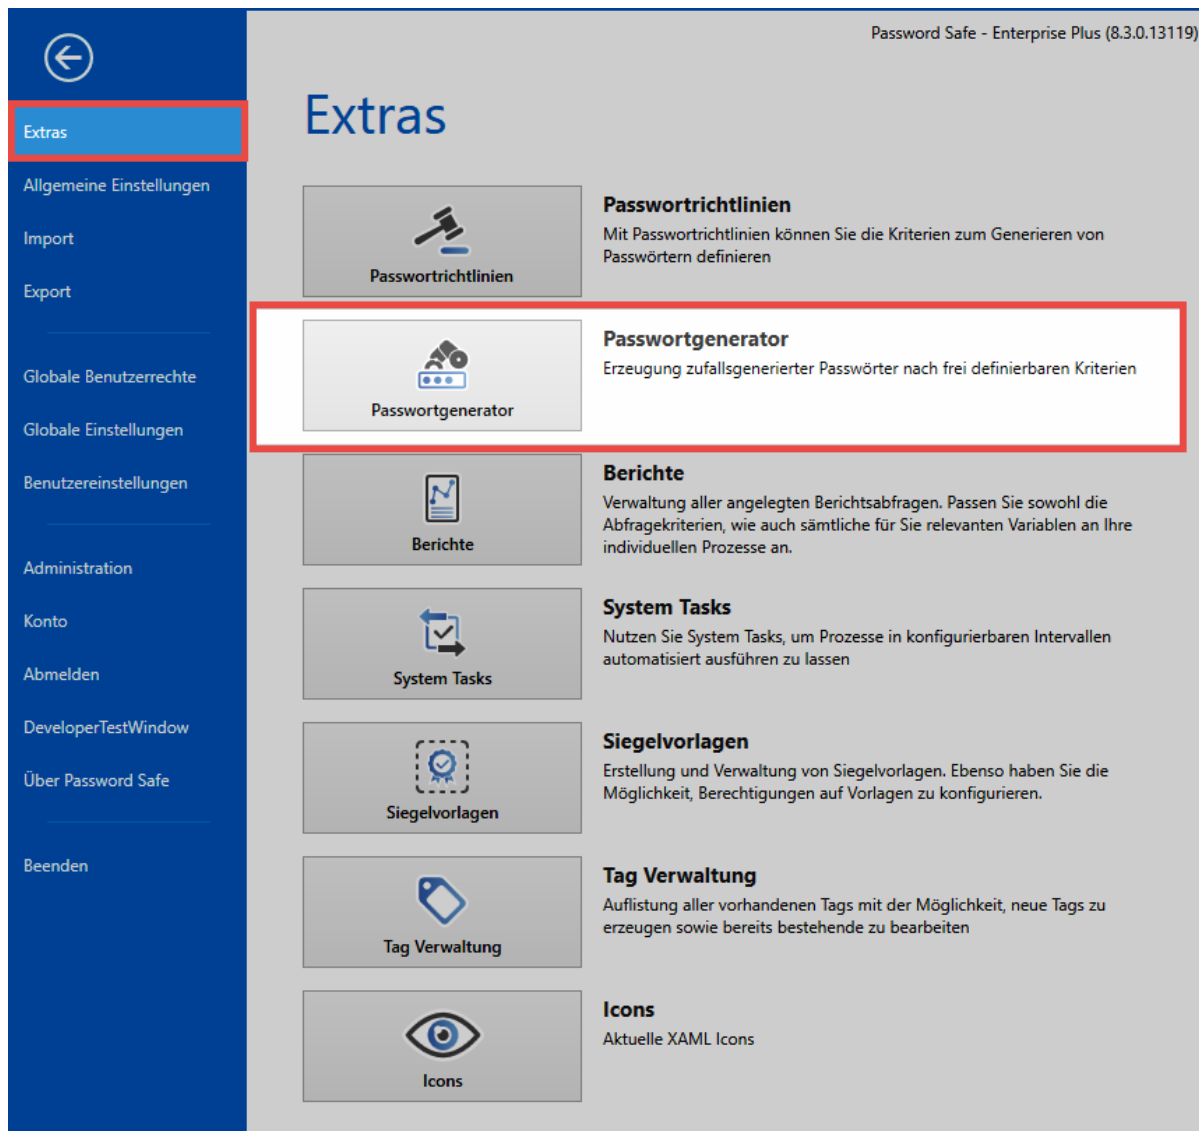 Password Safe - Enterprise Plus (8.3.0.13119)
Extras
Allgemeine Einstellungen
Import
Export
Globale Benutzerrechte
Globale Einstellungen
Benutzereinstellungen
Administration
Konto
Abmelden
DeveloperTestWindow
Über Password Safe
Beenden
Extras
Passwortrichtlinien
Passwortrichtlinien
Mit Passwortrichtlinien können Sie die Kriterien zum Generieren von
Passwörtern definieren
Passwortgenerator
Passwortgenerator
Erzeugung zufallsgenerierter Passwörter nach frei definierbaren Kriterien
Berichte
Berichte
Verwaltung aller angelegten Berichtsabfragen. Passen Sie sowohl die
Abfragekriterien, wie auch sämtliche für Sie relevanten Variablen an Ihre
individuellen Prozesse an.
System Tasks
System Tasks
Nutzen Sie System Tasks, um Prozesse in konfigurierbaren Intervallen
automatisiert ausführen zu lassen
Siegelvorlagen
Siegelvorlagen
Erstellung und Verwaltung von Siegelvorlagen. Ebenso haben Sie die
Möglichkeit, Berechtigungen auf Vorlagen zu konfigurieren.
Tag Verwaltung
Tag Verwaltung
Auflistung aller vorhandenen Tags mit der Möglichkeit, neue Tags zu
erzeugen sowie bereits bestehende zu bearbeiten
Icons
Icons
Aktuelle XAML Icons